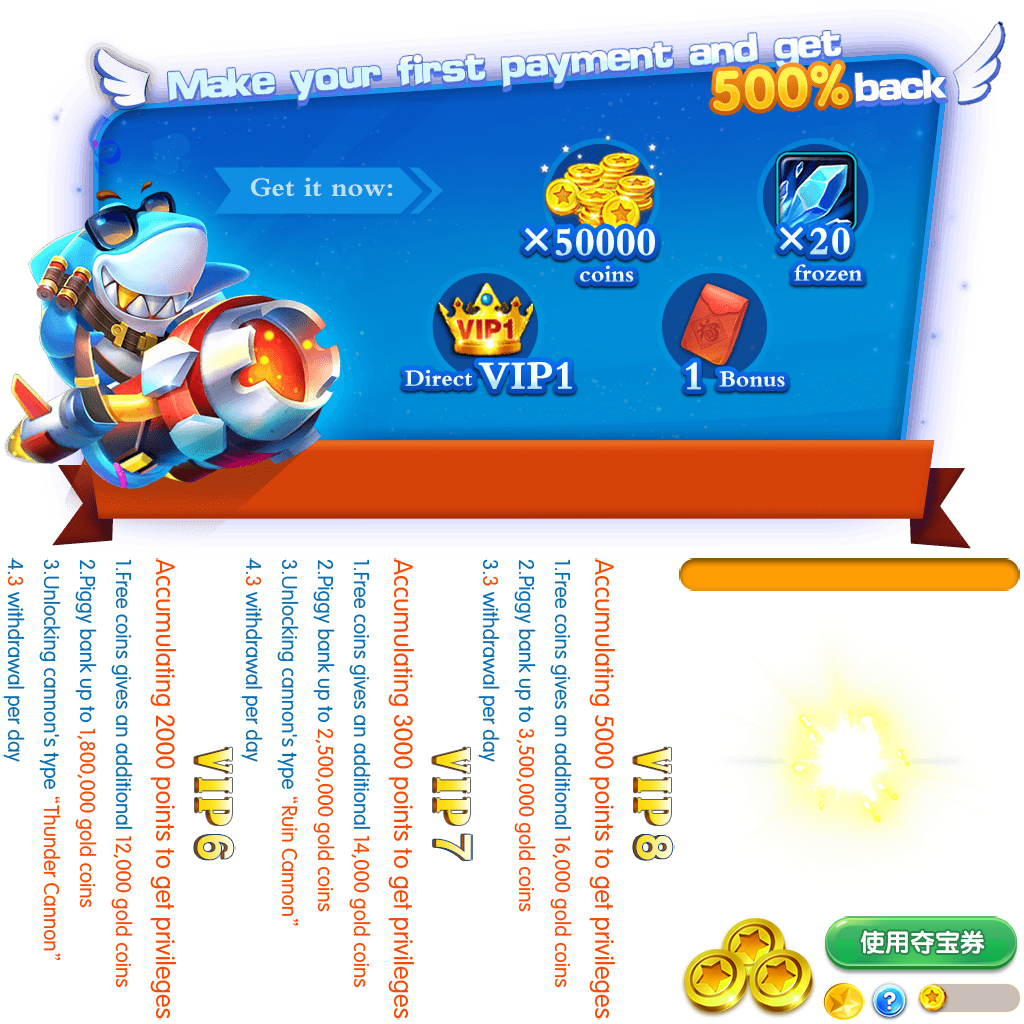 Make your first payment and get
500% back
Get it now:
×50000
coins
×20
frozen
VIP1
Direct VIP1
1 Bonus
VIP 8
Accumulating 5000 points to get privileges
1.Free coins gives an additional 16,000 gold coins
2.Piggy bank up to 3,500,000 gold coins
3.3 withdrawal per day
VIP 7
Accumulating 3000 points to get privileges
1.Free coins gives an additional 14,000 gold coins
2.Piggy bank up to 2,500,000 gold coins
3.Unlocking cannon's type “Ruin Cannon”
4.3 withdrawal per day
VIP 6
Accumulating 2000 points to get privileges
1.Free coins gives an additional 12,000 gold coins
2.Piggy bank up to 1,800,000 gold coins
3.Unlocking cannon's type “Thunder Cannon”
4.3 withdrawal per day
使用夺宝券
?